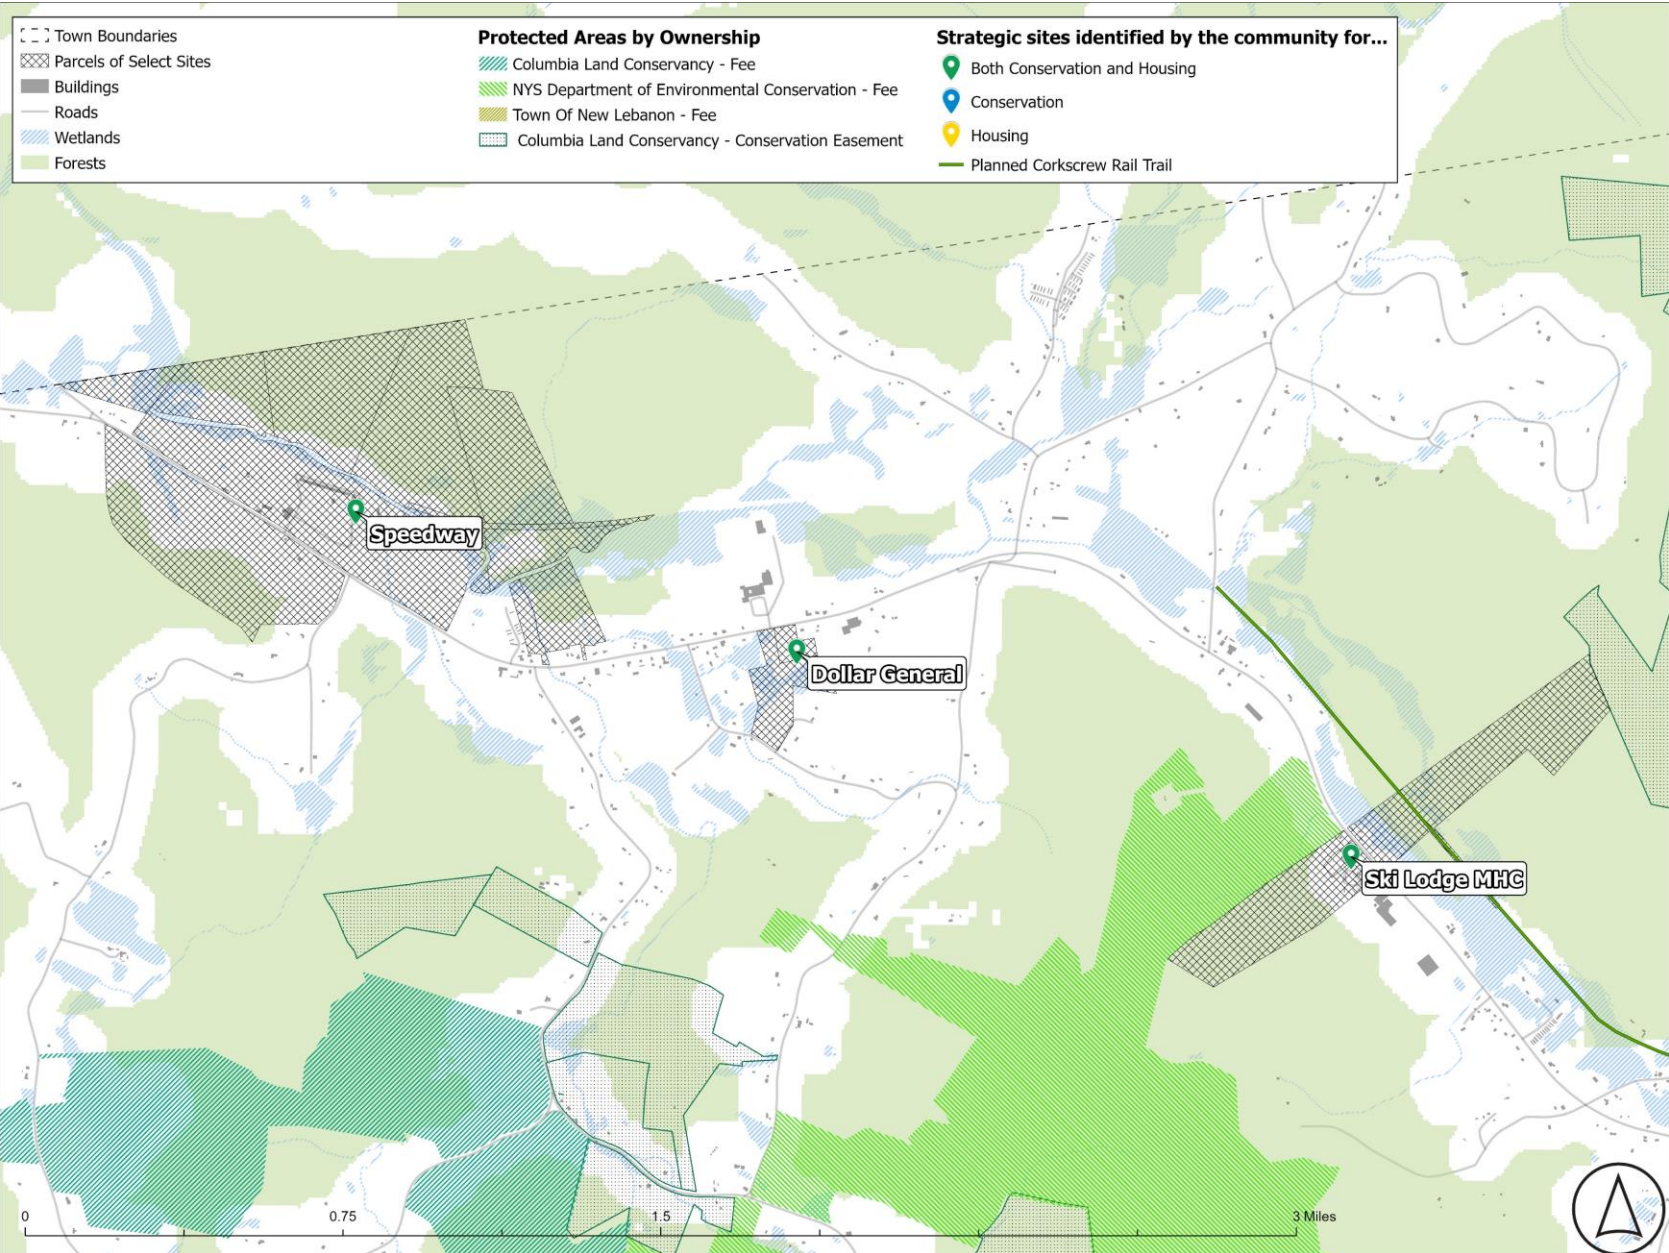 Town Boundaries
Parcels of Select Sites
Buildings
Roads
Wetlands
Forests
Protected Areas by Ownership
Columbia Land Conservancy - Fee
NYS Department of Environmental Conservation - Fee
Town Of New Lebanon - Fee
Columbia Land Conservancy - Conservation Easement
Strategic sites identified by the community for...
Both Conservation and Housing
Conservation
Housing
Planned Corkscrew Rail Trail
Speedway
Dollar General
Ski Lodge MHC
0
0.75
1.5
3 Miles